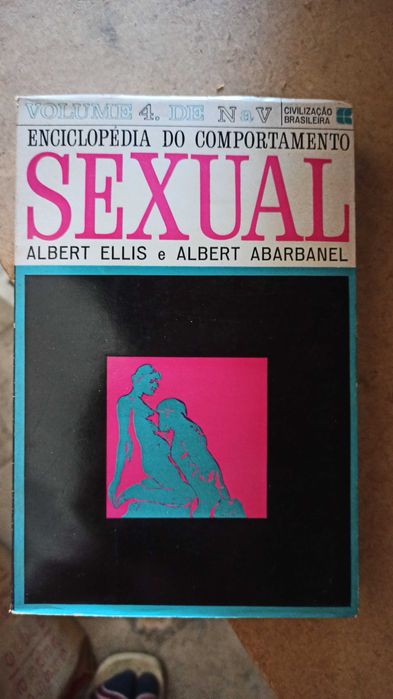 VOLUME 4. DE N a V
CIVILIZAÇÃO
BRASILEIRA
ENCICLOPÉDIA DO COMPORTAMENTO
SEXUAL
ALBERT ELLIS e ALBERT ABARBANEL